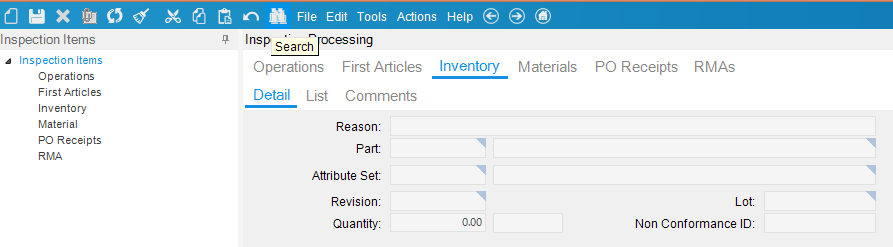 File Edit Tools Actions Help
Inspection Items
Inspection Processing
Search
Inspection Items
Operations
First Articles
Inventory
Material
PO Receipts
RMA
Operations First Articles Inventory Materials PO Receipts RMAs
Detail List Comments
Reason:
Part:
Attribute Set:
Revision: Lot:
Quantity: 0.00 Non Conformance ID: